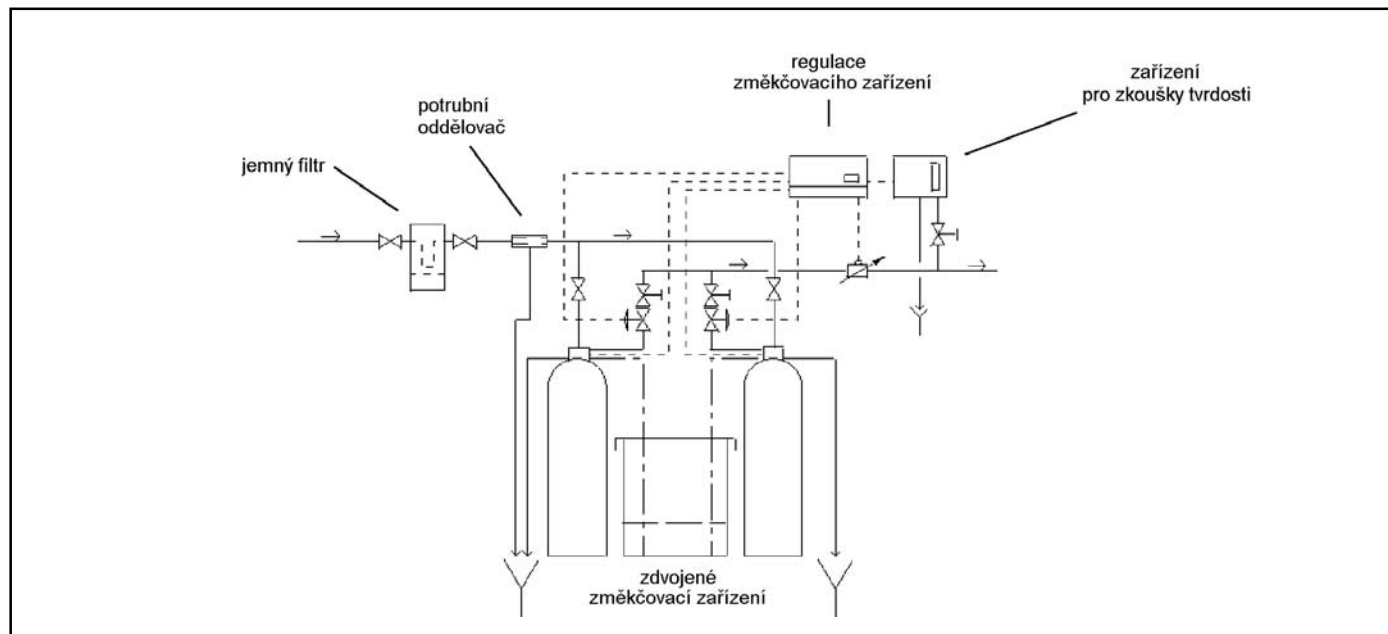 regulace
změkčovacího zařízení
zařízení
pro zkoušky tvrdosti
potrubní
oddělovač
jemný filtr
zdvojené
změkčovací zařízení